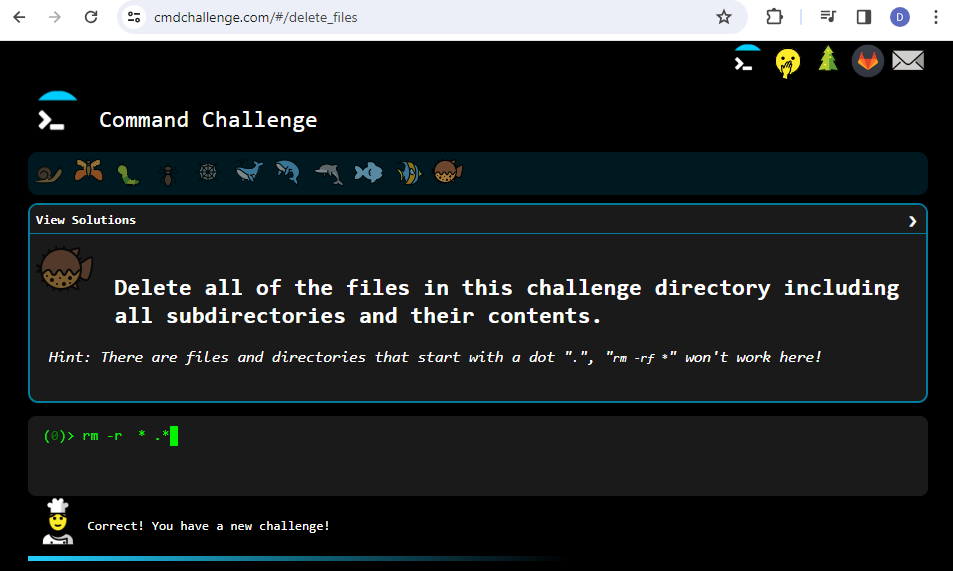 cmdchallenge.com/#/delete_files
D
Command Challenge
View Solutions
Delete all of the files in this challenge directory including
all subdirectories and their contents.
Hint: There are files and directories that start with a dot ".", "rm -rf *" won't work here!
(0)> rm -r  * .*
Correct! You have a new challenge!